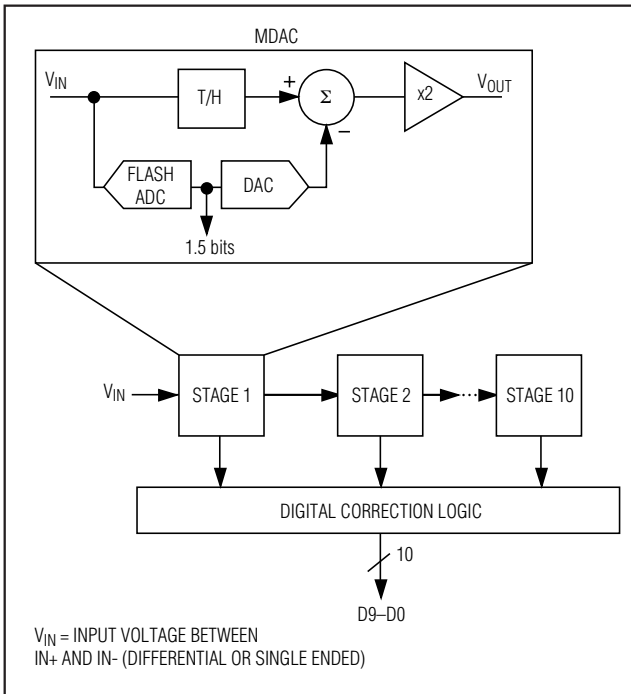 MDAC
VIN
T/H
+
Σ
−
x2
VOUT
FLASH
ADC
DAC
1.5 bits
VIN
STAGE 1
STAGE 2
...
STAGE 10
DIGITAL CORRECTION LOGIC
10
D9–D0
VIN = INPUT VOLTAGE BETWEEN
IN+ AND IN- (DIFFERENTIAL OR SINGLE ENDED)